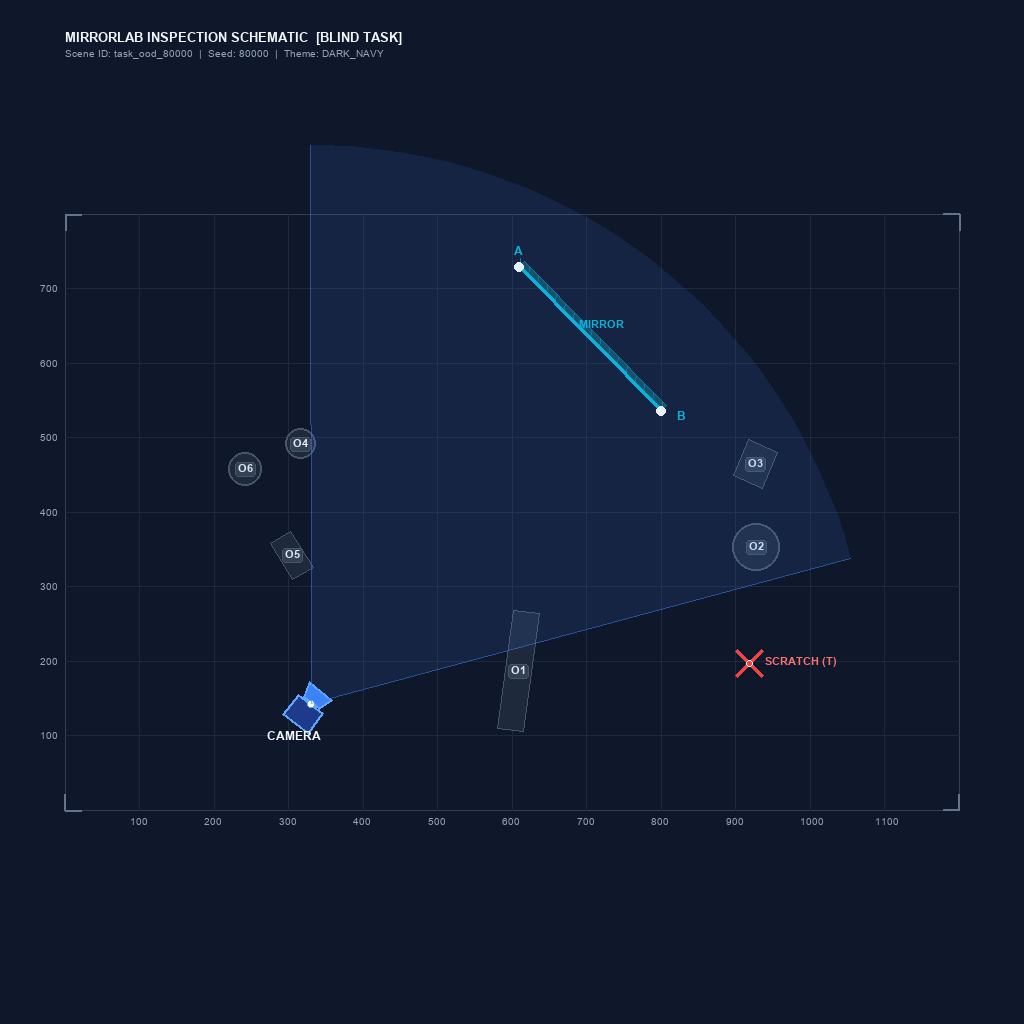 MIRRORLAB INSPECTION SCHEMATIC [BLIND TASK]
Scene ID: task_ood_80000 | Seed: 80000 | Theme: DARK_NAVY
A
700
MIRROR
600
B
500
O4
O3
O6
400
O2
O5
300
200
SCRATCH (T)
O1
100
CAMERA
100 200 300 400 500 600 700 800 900 1000 1100